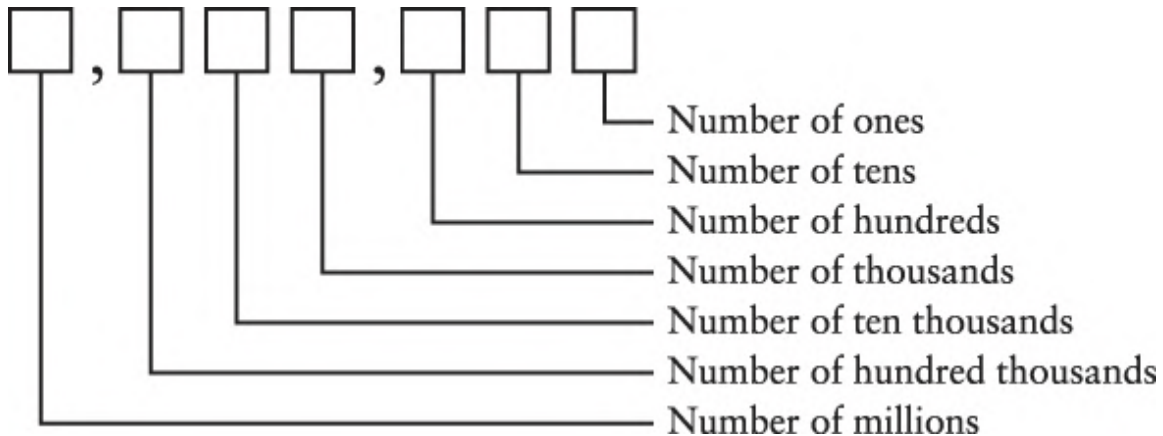 , ,
Number of ones
Number of tens
Number of hundreds
Number of thousands
Number of ten thousands
Number of hundred thousands
Number of millions